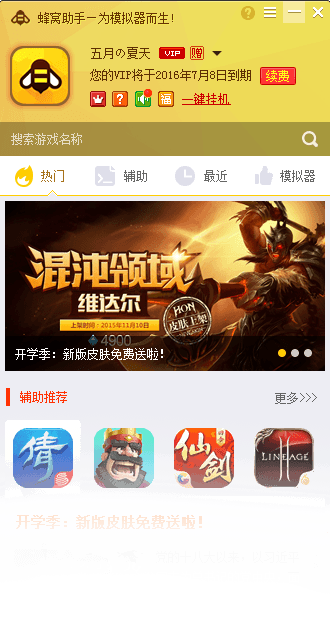 蜂窝助手—为模拟器而生!
五月の夏天 VIP 赠
您的VIP将于2016年7月8日到期 续费
福 一键挂机
搜索游戏名称
热门 辅助 最近 模拟器
混沌领域
维达尔
上架时间:2015年11月10日
HON
皮肤上架
4900
开学季:新版皮肤免费送啦!
辅助推荐 更多>>>
倩 仙剑 LINEAGE II
开学季:新版皮肤免费送啦!